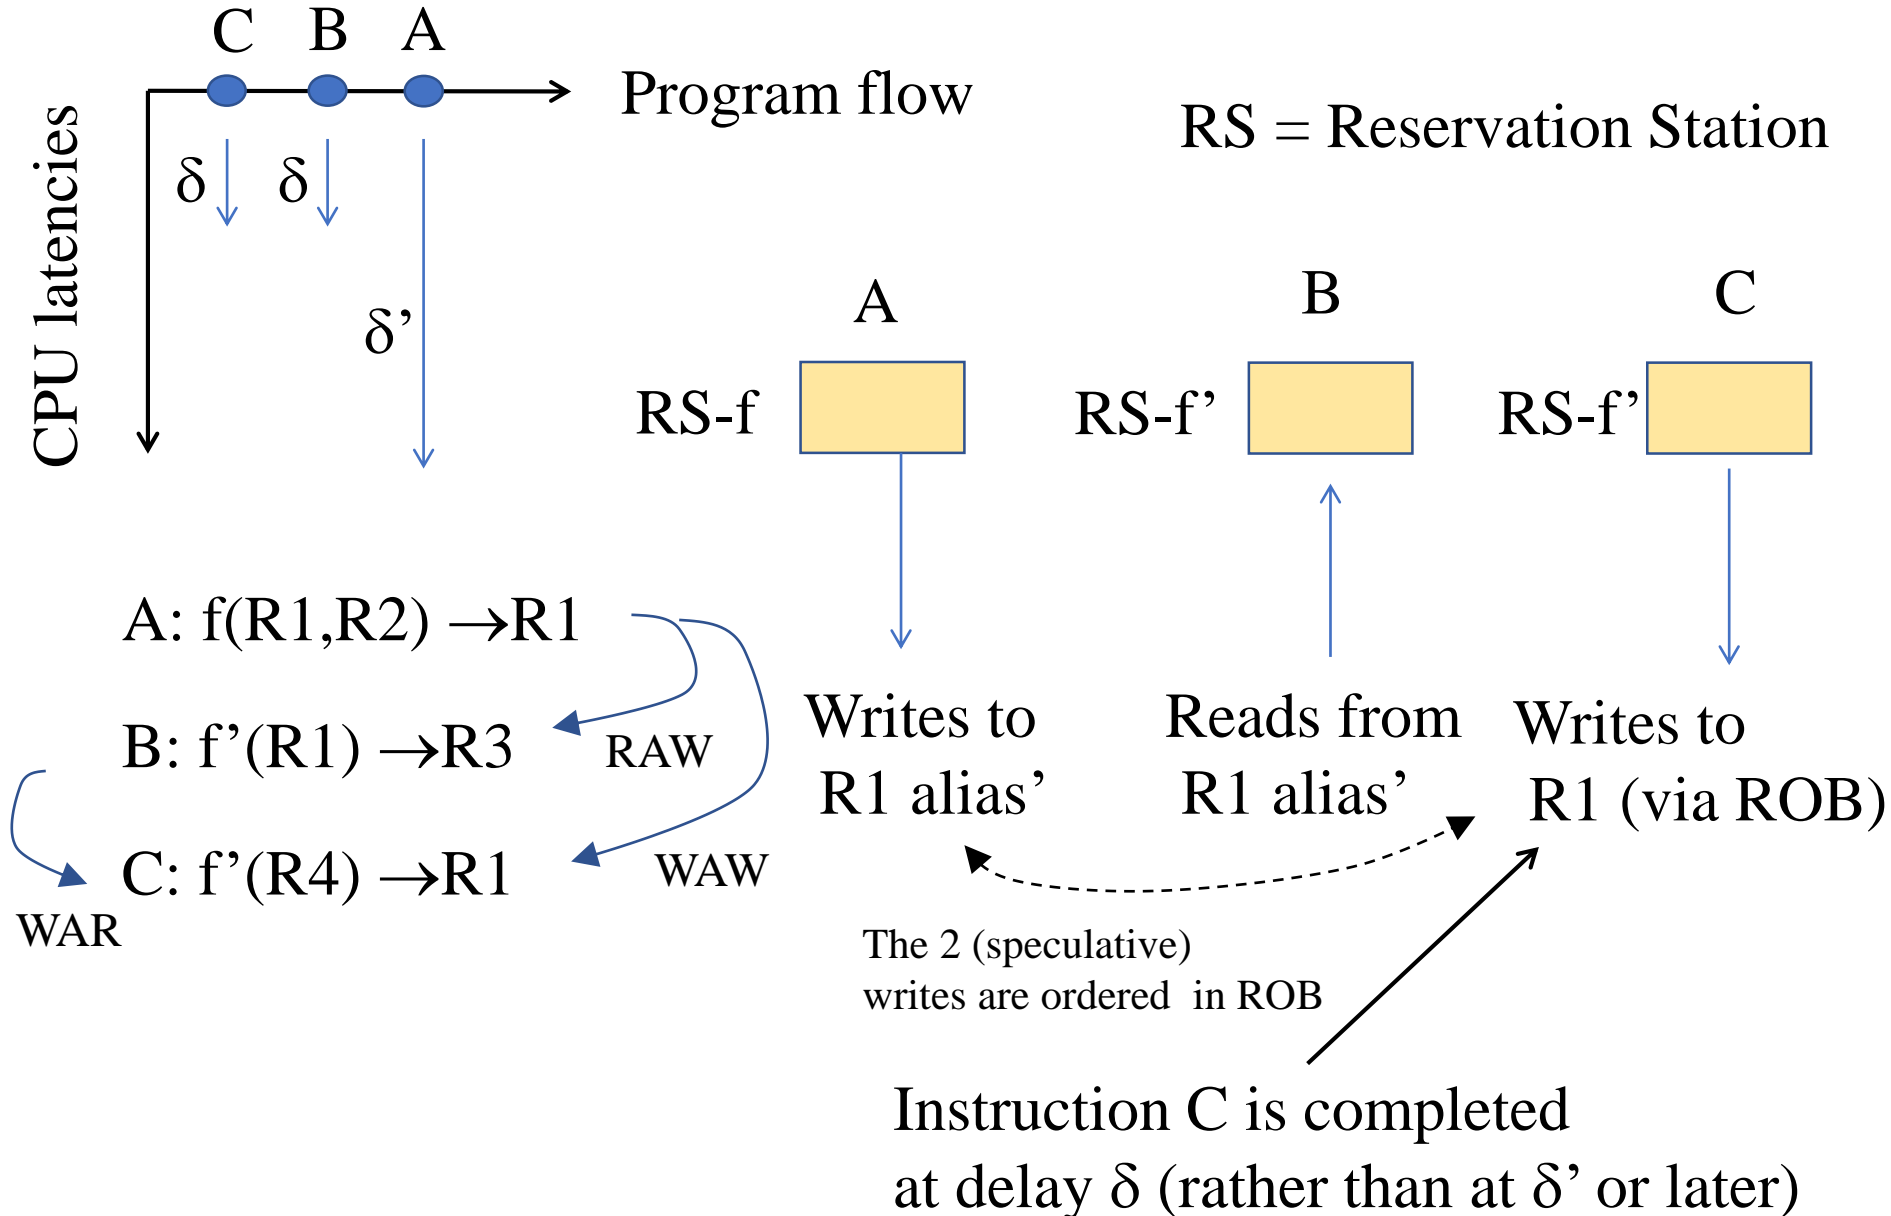 C B A
Program flow
RS = Reservation Station
CPU latencies
δ δ
δ’
A B C
RS-f RS-f’ RS-f’
A: f(R1,R2) →R1
B: f’(R1) →R3
RAW
C: f’(R4) →R1
WAW
WAR
Writes to
R1 alias’
Reads from
R1 alias’
Writes to
R1 (via ROB)
The 2 (speculative)
writes are ordered in ROB
Instruction C is completed
at delay δ (rather than at δ’ or later)